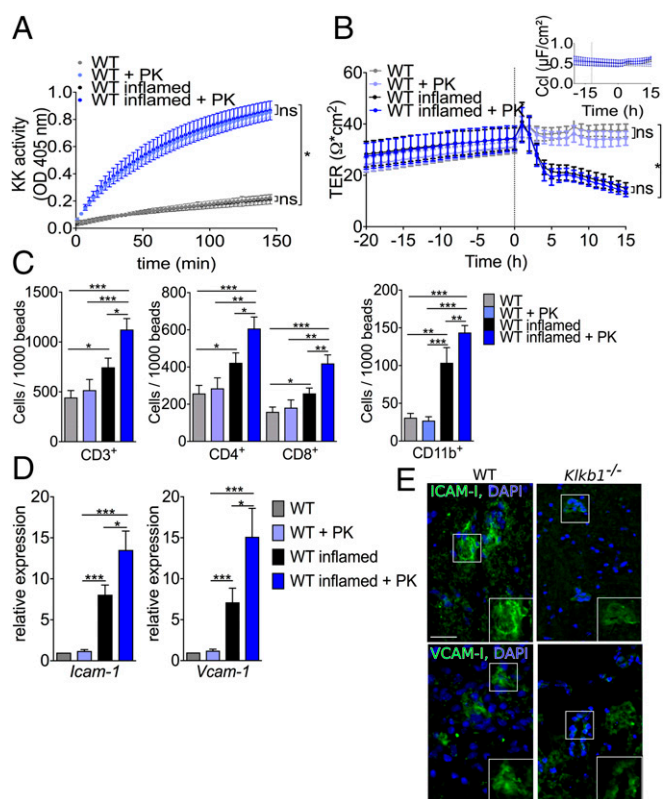 A
KK activity
(OD 405 nm)
WT
WT + PK
WT inflamed
WT inflamed + PK
1.0
0.8
0.6
0.4
0.2
0.0
0
50
100
150
time (min)
ns
ns
*
B
TER (Ω*cm²)
WT
WT + PK
WT inflamed
WT inflamed + PK
60
40
20
0
-20
-15
-10
-5
0
5
10
15
Time (h)
ns
ns
*
Ccl (µF/cm²)
1.0
0.5
0.0
-15
0
15
Time (h)
C
Cells / 1000 beads
1500
1000
500
0
***
***
*
*
CD3⁺
Cells / 1000 beads
800
600
400
200
0
***
**
*
*
***
**
**
*
CD4⁺
CD8⁺
Cells / 1000 beads
200
150
100
50
0
***
***
**
**
***
CD11b⁺
WT
WT + PK
WT inflamed
WT inflamed + PK
D
relative expression
20
15
10
5
0
***
*
***
Icam-1
relative expression
20
15
10
5
0
***
*
***
Vcam-1
WT
WT + PK
WT inflamed
WT inflamed + PK
E
WT
Klkb1⁻/⁻
ICAM-I, DAPI
VCAM-I, DAPI